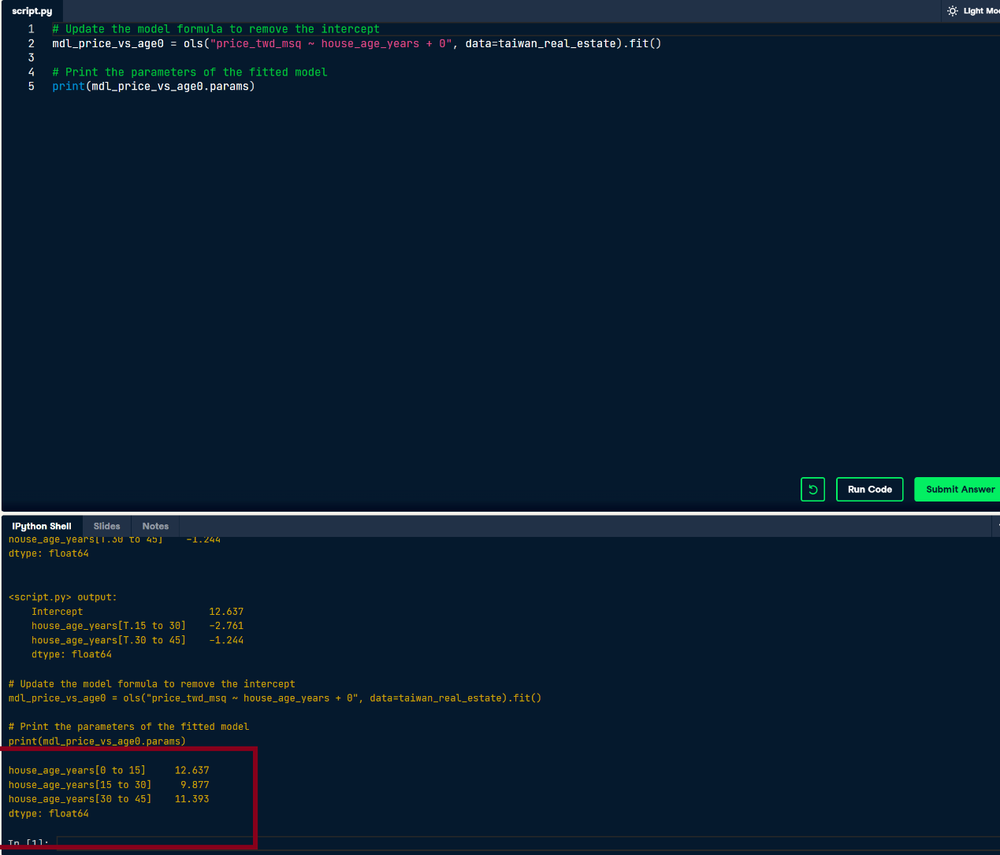 script.py
Light Mo
1 # Update the model formula to remove the intercept
2 mdl_price_vs_age0 = ols("price_twd_msq ~ house_age_years + 0", data=taiwan_real_estate).fit()
3
4 # Print the parameters of the fitted model
5 print(mdl_price_vs_age0.params)
Run Code
Submit Answer
IPython Shell
Slides
Notes
house_age_years[T.30 to 45]    -1.244
dtype: float64
<script.py> output:
    Intercept                      12.637
    house_age_years[T.15 to 30]    -2.761
    house_age_years[T.30 to 45]    -1.244
    dtype: float64
# Update the model formula to remove the intercept
mdl_price_vs_age0 = ols("price_twd_msq ~ house_age_years + 0", data=taiwan_real_estate).fit()
# Print the parameters of the fitted model
print(mdl_price_vs_age0.params)
house_age_years[0 to 15]     12.637
house_age_years[15 to 30]     9.877
house_age_years[30 to 45]    11.393
dtype: float64
In [1]: